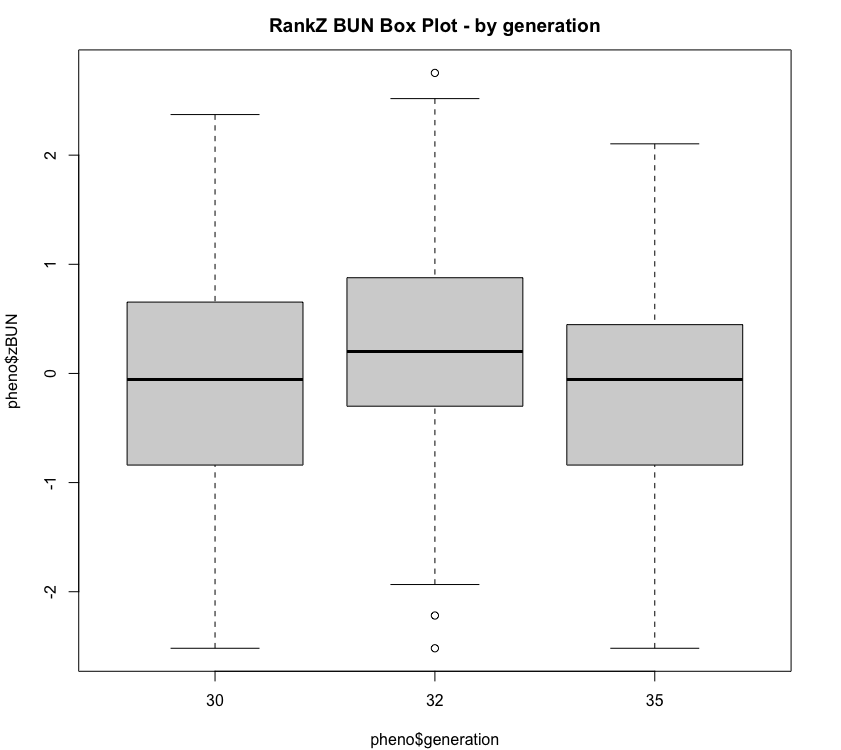 RankZ BUN Box Plot - by generation
pheno$zBUN
2
1
0
-1
-2
30 32 35
pheno$generation